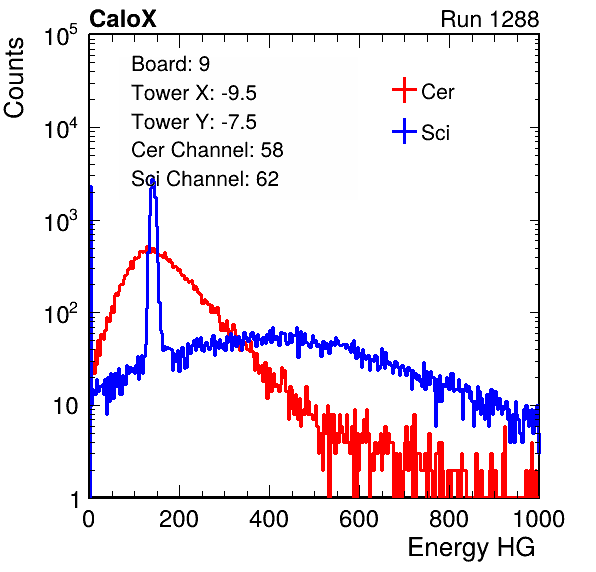 CaloX Run 1288
Counts
Board: 9
Tower X: -9.5
Tower Y: -7.5
Cer Channel: 58
Sci Channel: 62
Cer
Sci
10^5
10^4
10^3
10^2
10
1
0 200 400 600 800 1000
Energy HG